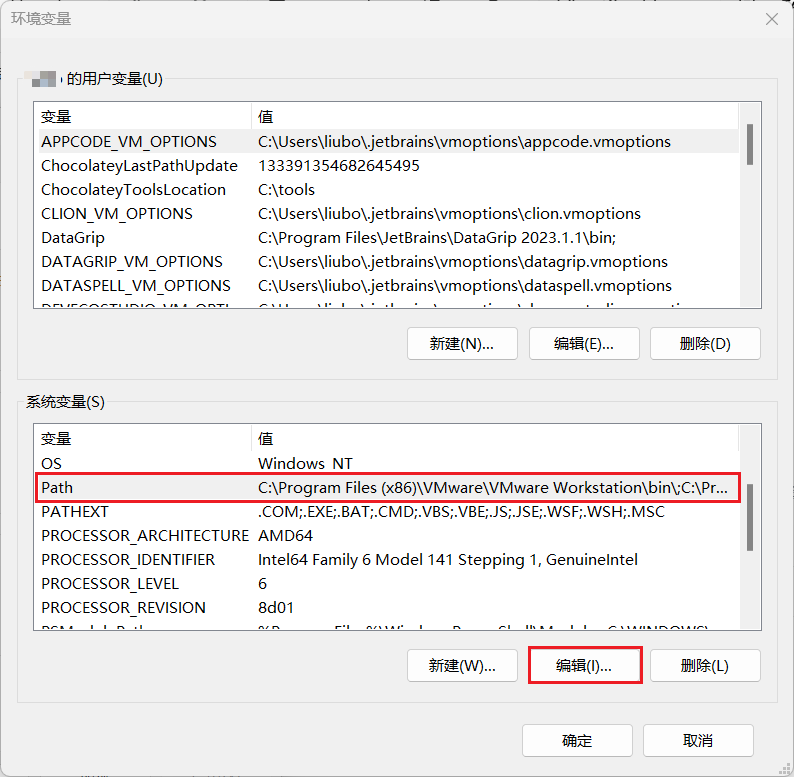 环境变量
的用户变量(U)
变量 值
APPCODE_VM_OPTIONS C:\Users\liubo\.jetbrains\vmoptions\appcode.vmoptions
ChocolateyLastPathUpdate 133391354682645495
ChocolateyToolsLocation C:\tools
CLION_VM_OPTIONS C:\Users\liubo\.jetbrains\vmoptions\clion.vmoptions
DataGrip C:\Program Files\JetBrains\DataGrip 2023.1.1\bin;
DATAGRIP_VM_OPTIONS C:\Users\liubo\.jetbrains\vmoptions\datagrip.vmoptions
DATASPELL_VM_OPTIONS C:\Users\liubo\.jetbrains\vmoptions\dataspell.vmoptions
新建(N)... 编辑(E)... 删除(D)
系统变量(S)
变量 值
OS Windows_NT
Path C:\Program Files (x86)\VMware\VMware Workstation\bin\;C:\Pr...
PATHEXT .COM;.EXE;.BAT;.CMD;.VBS;.VBE;.JS;.JSE;.WSF;.WSH;.MSC
PROCESSOR_ARCHITECTURE AMD64
PROCESSOR_IDENTIFIER Intel64 Family 6 Model 141 Stepping 1, GenuineIntel
PROCESSOR_LEVEL 6
PROCESSOR_REVISION 8d01
新建(W)... 编辑(I)... 删除(L)
确定 取消